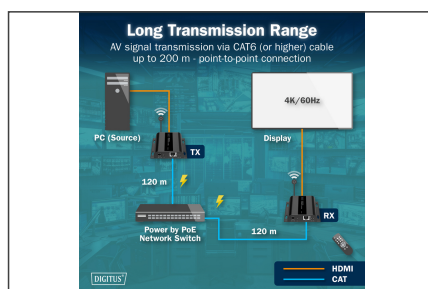 Long Transmission Range
AV signal transmission via CAT6 (or higher) cable
up to 200 m - point-to-point connection
4K/60Hz
PC (Source)
Display
TX
120 m
RX
Power by PoE
Network Switch
120 m
HDMI
CAT
DIGITUS®